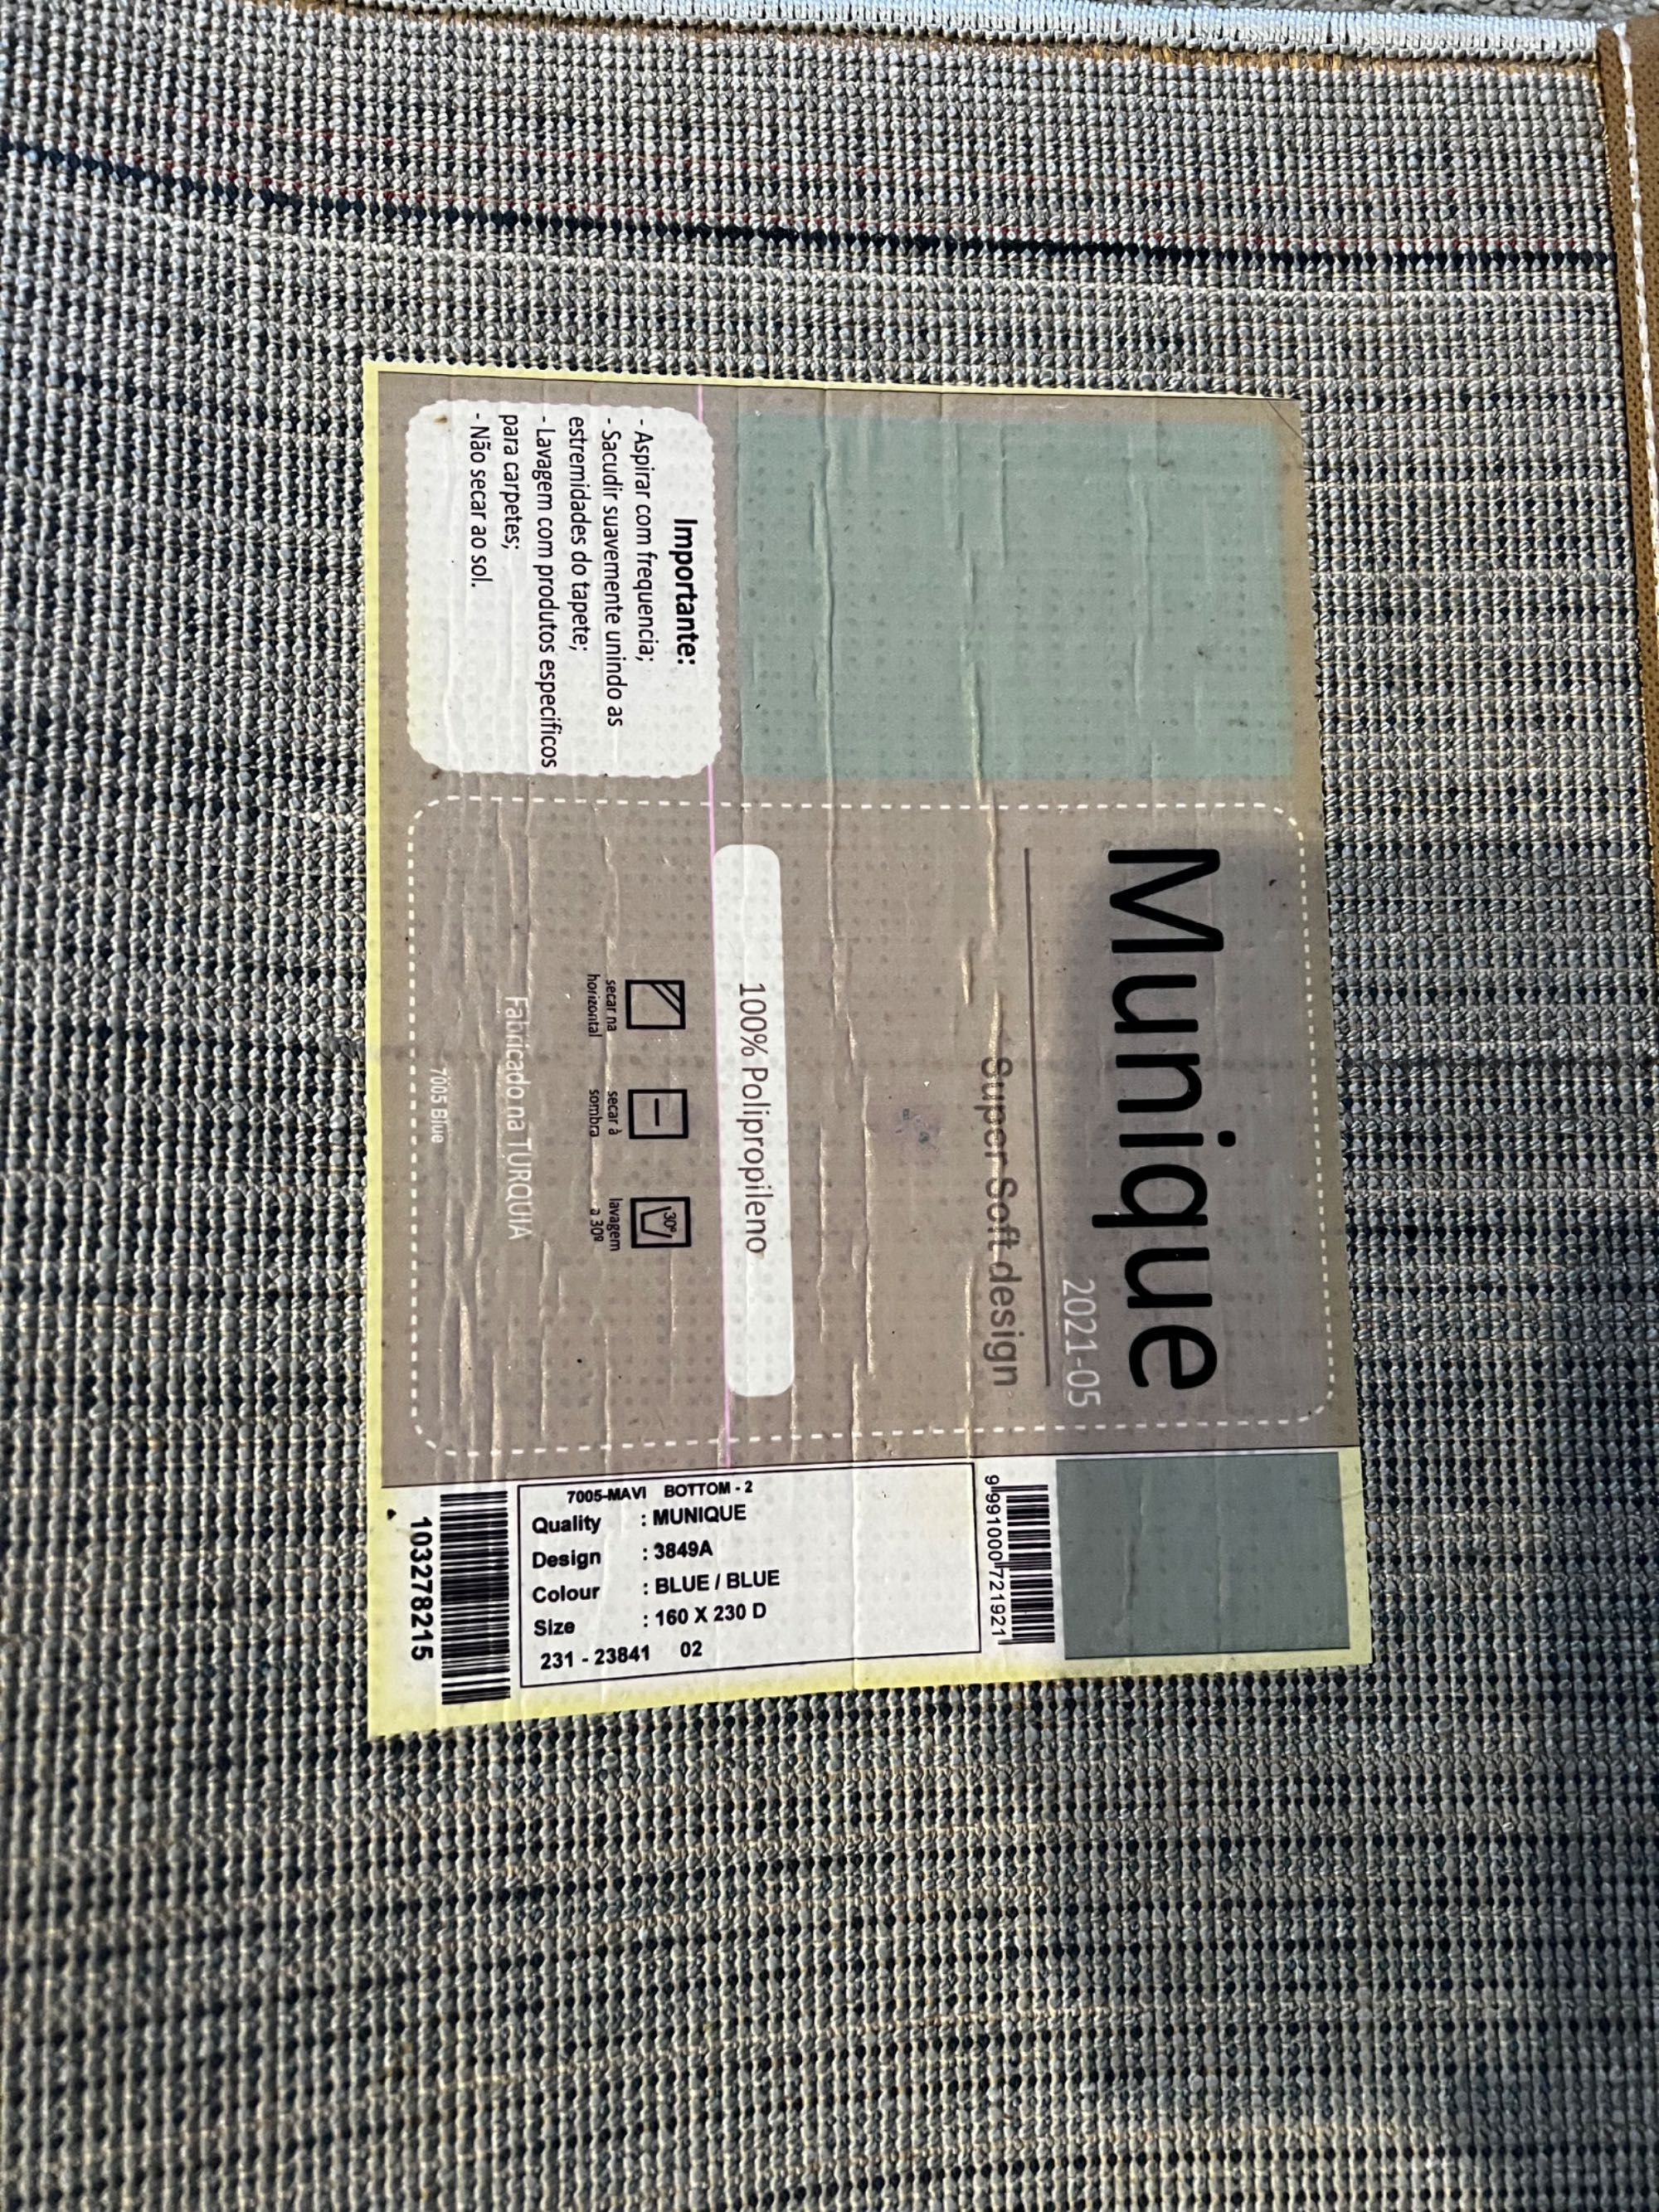 Munique
2021-05
Super Soft design
100% Polipropileno
secar na
horizontal
secar à
sombra
30º
lavagem
a 30º
Fabricado na TURQUIA
7005 Blue
Importante:
- Aspirar com frequencia;
- Sacudir suavemente unindo as
estremidades do tapete;
- Lavagem com produtos especificos
para carpetes;
- Não secar ao sol.
9 991000 721921
7005-MAVI BOTTOM - 2
Quality : MUNIQUE
Design : 3849A
Colour : BLUE / BLUE
Size : 160 X 230 D
231 - 23841 02
103278215